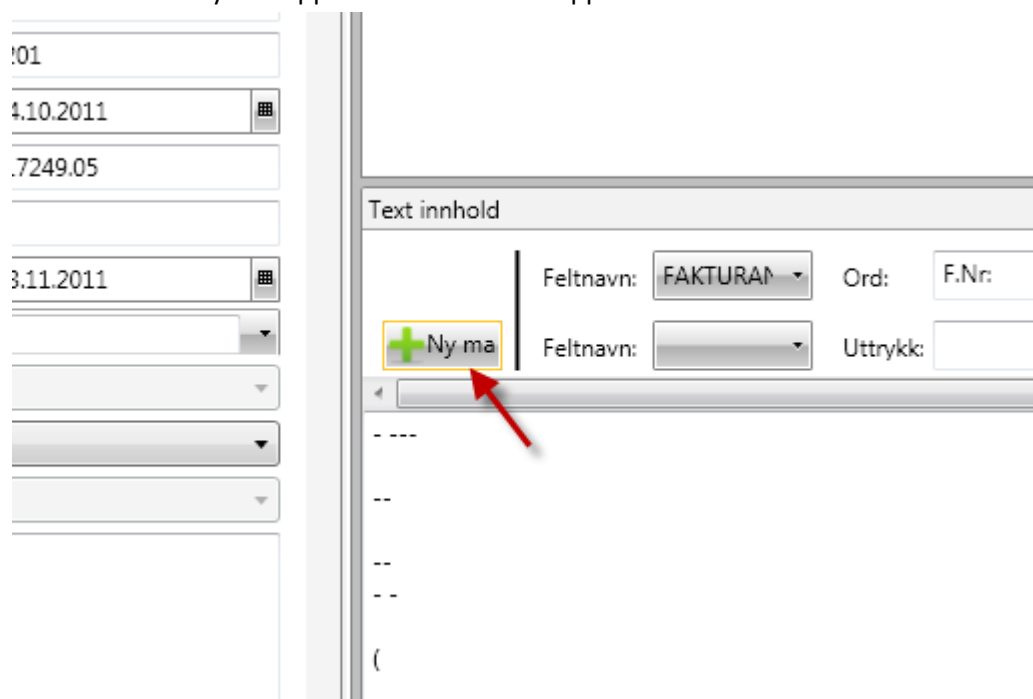 201
4.10.2011
.7249.05
3.11.2011
Text innhold
Feltnavn: FAKTURAN Ord: F.Nr:
Ny ma
Feltnavn: Uttrykk:
- ---
--
--
- -
(